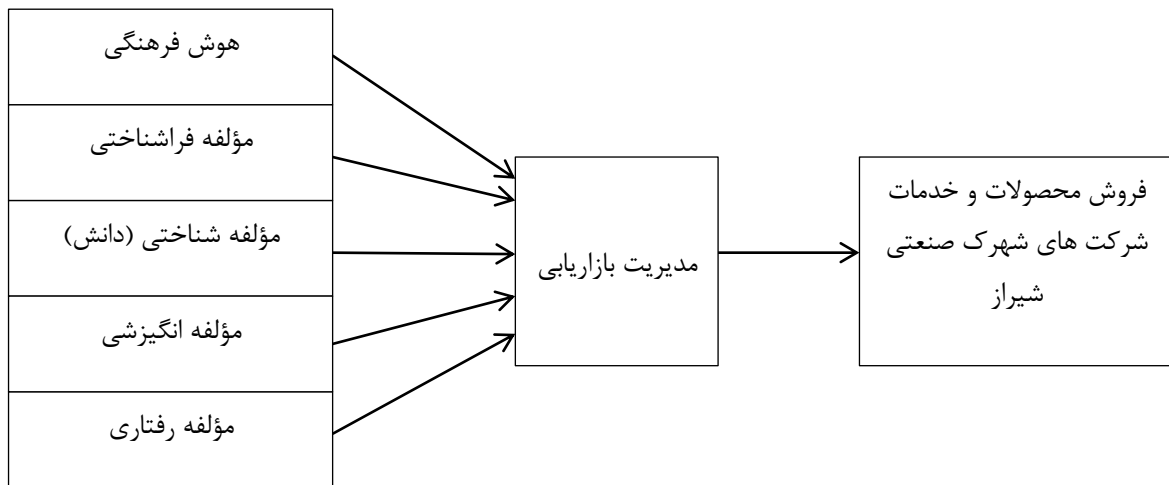 هوش فرهنگی
مؤلفه فراشناختی
مؤلفه شناختی (دانش)
مؤلفه انگیزشی
مؤلفه رفتاری
مدیریت بازاریابی
فروش محصولات و خدمات
شرکت های شهرک صنعتی
شیراز